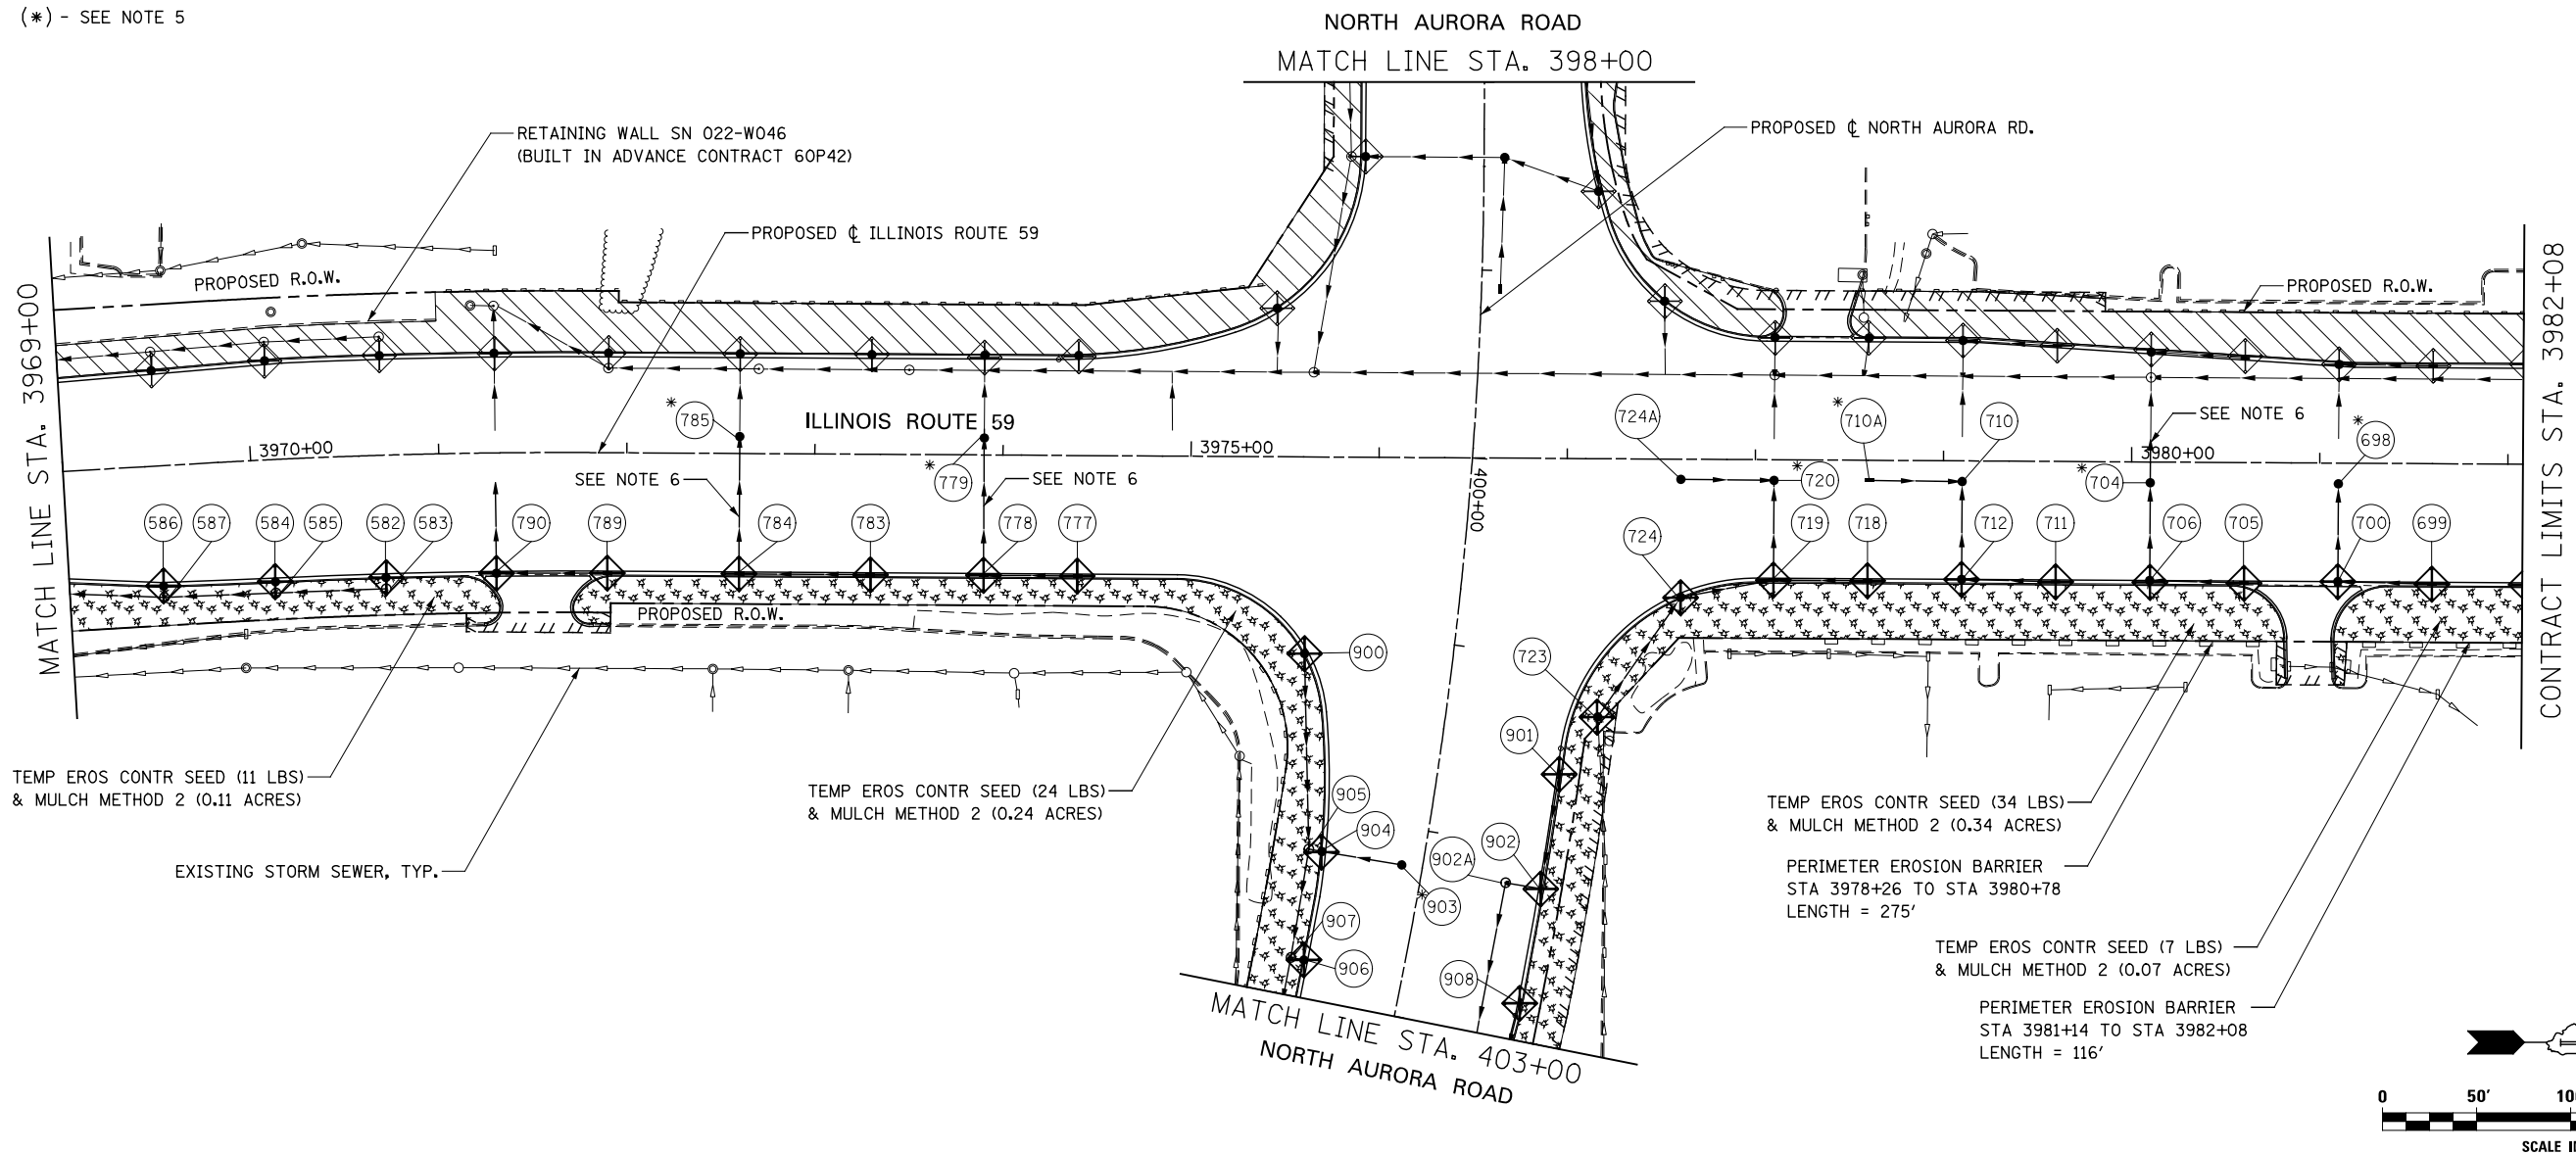 (*) - SEE NOTE 5
NORTH AURORA ROAD
MATCH LINE STA. 398+00
RETAINING WALL SN 022-W046
(BUILT IN ADVANCE CONTRACT 60P42)
PROPOSED ℄ NORTH AURORA RD.
PROPOSED ℄ ILLINOIS ROUTE 59
PROPOSED R.O.W.
PROPOSED R.O.W.
MATCH LINE STA. 3969+00
CONTRACT LIMITS STA. 3982+08
* 785
ILLINOIS ROUTE 59
724A
* 710A
710
SEE NOTE 6
* 698
3970+00
3975+00
3980+00
SEE NOTE 6
* 779
SEE NOTE 6
400+00
* 720
* 704
586
587
584
585
582
583
790
789
784
783
778
777
724
719
718
712
711
706
705
700
699
PROPOSED R.O.W.
900
723
901
TEMP EROS CONTR SEED (11 LBS)
& MULCH METHOD 2 (0.11 ACRES)
TEMP EROS CONTR SEED (24 LBS)
& MULCH METHOD 2 (0.24 ACRES)
905
904
902A
902
* 903
907
906
908
EXISTING STORM SEWER, TYP.
TEMP EROS CONTR SEED (34 LBS)
& MULCH METHOD 2 (0.34 ACRES)
PERIMETER EROSION BARRIER
STA 3978+26 TO STA 3980+78
LENGTH = 275'
TEMP EROS CONTR SEED (7 LBS)
& MULCH METHOD 2 (0.07 ACRES)
PERIMETER EROSION BARRIER
STA 3981+14 TO STA 3982+08
LENGTH = 116'
MATCH LINE STA. 403+00
NORTH AURORA ROAD
0 50' 10
SCALE